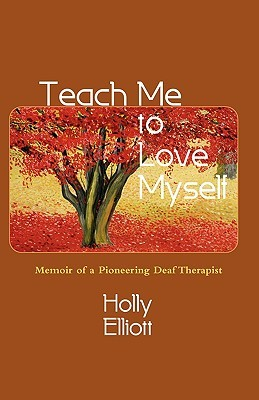 Teach Me
to
Love
Myself
Memoir of a Pioneering Deaf Therapist
Holly
Elliott